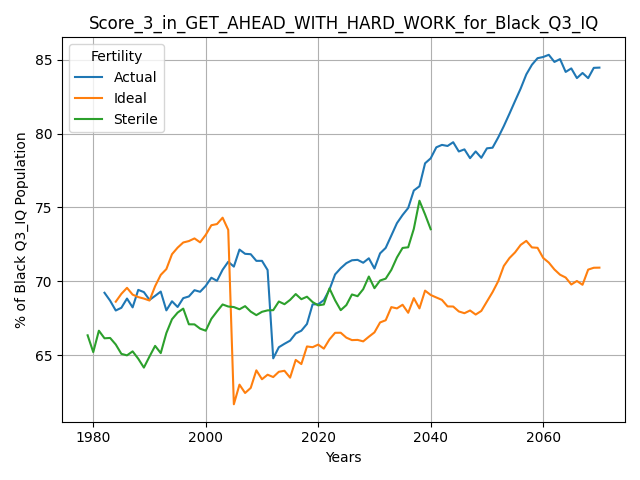 Score_3_in_GET_AHEAD_WITH_HARD_WORK_for_Black_Q3_IQ
Fertility
Actual
Ideal
Sterile
% of Black Q3_IQ Population
85
80
75
70
65
1980 2000 2020 2040 2060
Years